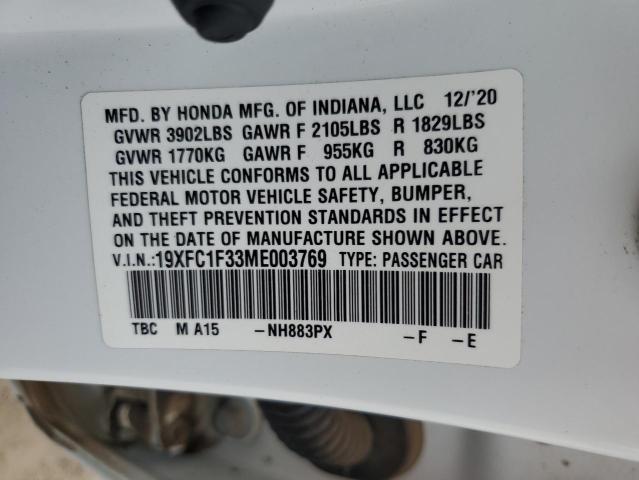 MFD. BY HONDA MFG. OF INDIANA, LLC 12/'20
GVWR 3902LBS GAWR F 2105LBS R 1829LBS
GVWR 1770KG GAWR F 955KG R 830KG
THIS VEHICLE CONFORMS TO ALL APPLICABLE
FEDERAL MOTOR VEHICLE SAFETY, BUMPER,
AND THEFT PREVENTION STANDARDS IN EFFECT
ON THE DATE OF MANUFACTURE SHOWN ABOVE.
V.I.N.:19XFC1F33ME003769 TYPE: PASSENGER CAR
TBC M A15 –NH883PX –F –E